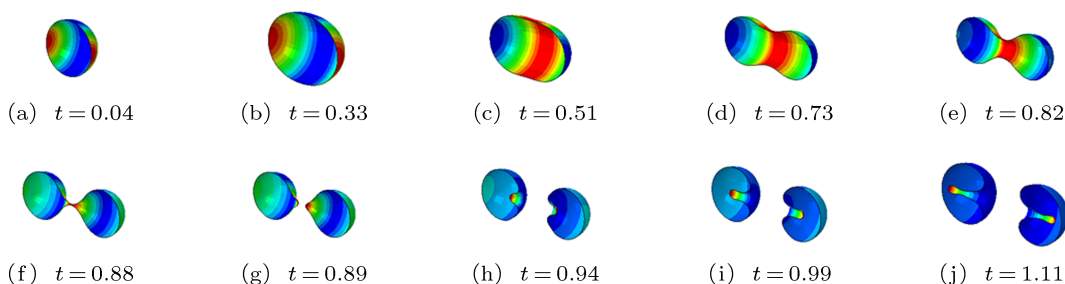 (a) t = 0.04 (b) t = 0.33 (c) t = 0.51 (d) t = 0.73 (e) t = 0.82
(f) t = 0.88 (g) t = 0.89 (h) t = 0.94 (i) t = 0.99 (j) t = 1.11